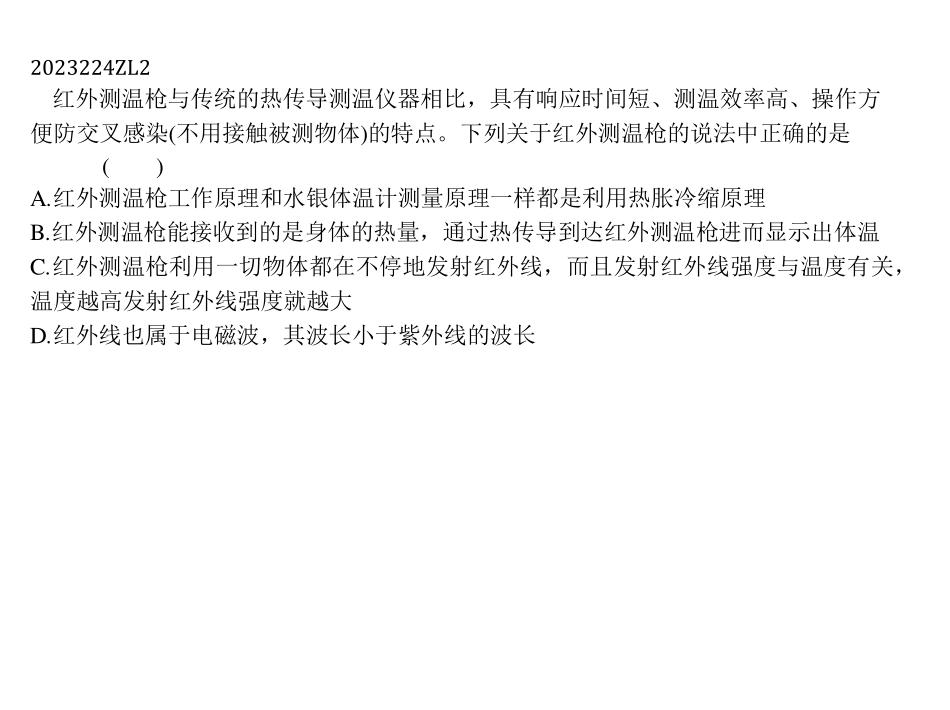 2023224ZL2
红外测温枪与传统的热传导测温仪器相比，具有响应时间短、测温效率高、操作方
便防交叉感染(不用接触被测物体)的特点。下列关于红外测温枪的说法中正确的是
(　　)
A.红外测温枪工作原理和水银体温计测量原理一样都是利用热胀冷缩原理
B.红外测温枪能接收到的是身体的热量，通过热传导到达红外测温枪进而显示出体温
C.红外测温枪利用一切物体都在不停地发射红外线，而且发射红外线强度与温度有关，
温度越高发射红外线强度就越大
D.红外线也属于电磁波，其波长小于紫外线的波长